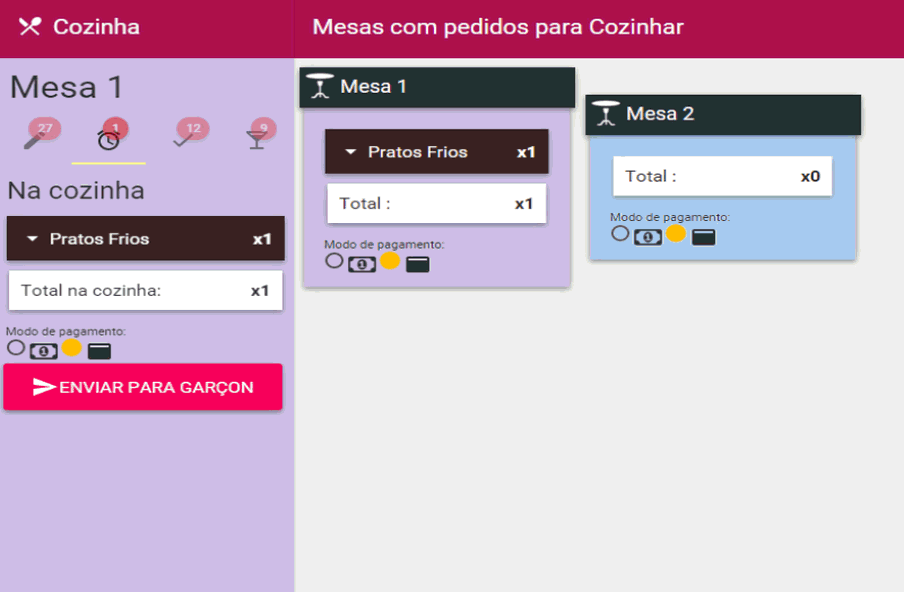 Cozinha
Mesas com pedidos para Cozinhar
Mesa 1
27 1 12 9
Na cozinha
Pratos Frios x1
Total na cozinha: x1
Modo de pagamento:
ENVIAR PARA GARÇON
Mesa 1
Pratos Frios x1
Total : x1
Modo de pagamento:
Mesa 2
Total : x0
Modo de pagamento: